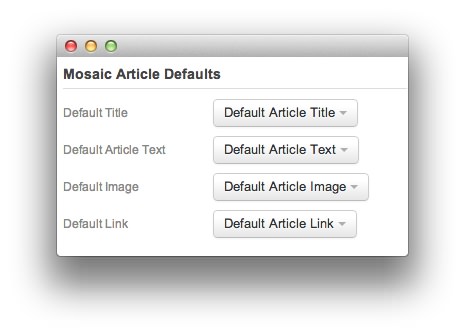 Mosaic Article Defaults
Default Title Default Article Title
Default Article Text Default Article Text
Default Image Default Article Image
Default Link Default Article Link